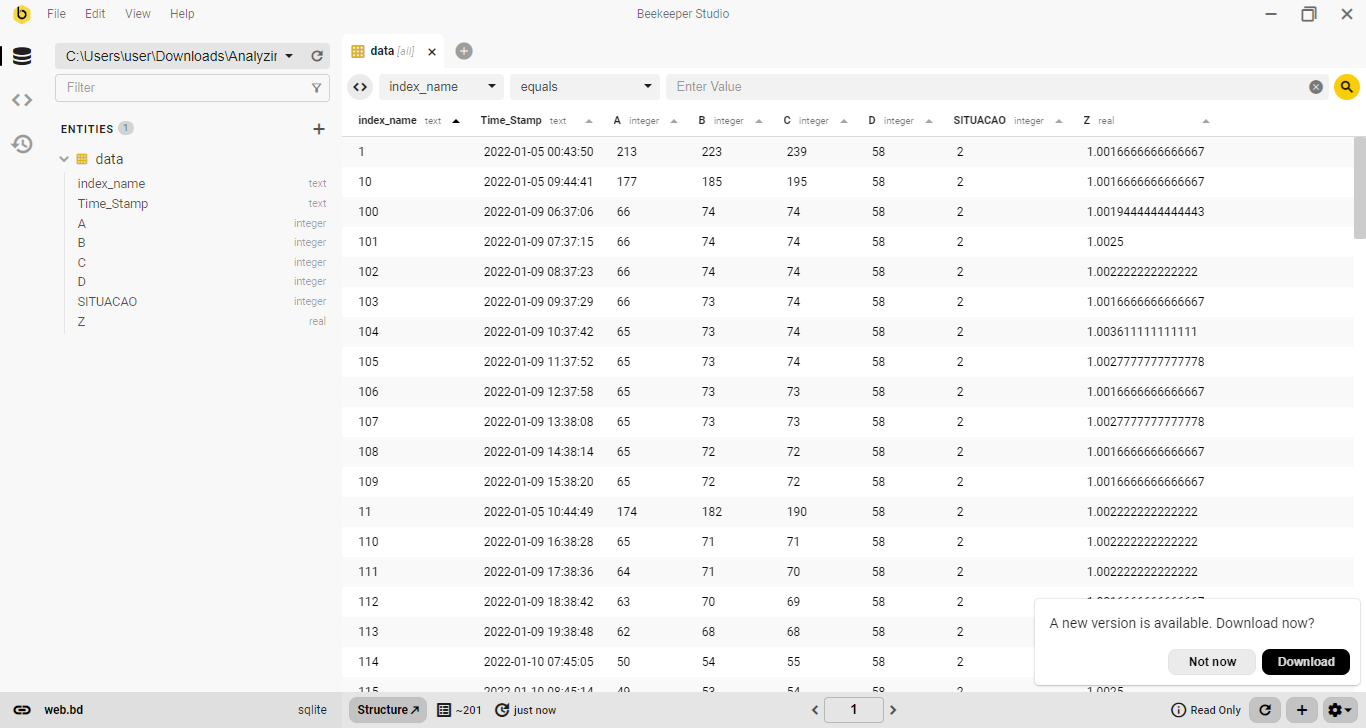 b File Edit View Help Beekeeper Studio
C:\Users\user\Downloads\Analyzir
data [all]
Filter
index_name equals Enter Value
ENTITIES 1
data
index_name text
Time_Stamp text
A integer
B integer
C integer
D integer
SITUACAO integer
Z real
index_name text Time_Stamp text A integer B integer C integer D integer SITUACAO integer Z real
1 2022-01-05 00:43:50 213 223 239 58 2 1.0016666666666667
10 2022-01-05 09:44:41 177 185 195 58 2 1.0016666666666667
100 2022-01-09 06:37:06 66 74 74 58 2 1.0019444444444443
101 2022-01-09 07:37:15 66 74 74 58 2 1.0025
102 2022-01-09 08:37:23 66 74 74 58 2 1.002222222222222
103 2022-01-09 09:37:29 66 73 74 58 2 1.0016666666666667
104 2022-01-09 10:37:42 65 73 74 58 2 1.003611111111111
105 2022-01-09 11:37:52 65 73 74 58 2 1.0027777777777778
106 2022-01-09 12:37:58 65 73 73 58 2 1.0016666666666667
107 2022-01-09 13:38:08 65 73 73 58 2 1.0027777777777778
108 2022-01-09 14:38:14 65 72 72 58 2 1.0016666666666667
109 2022-01-09 15:38:20 65 72 72 58 2 1.0016666666666667
11 2022-01-05 10:44:49 174 182 190 58 2 1.002222222222222
110 2022-01-09 16:38:28 65 71 71 58 2 1.002222222222222
111 2022-01-09 17:38:36 64 71 70 58 2 1.002222222222222
112 2022-01-09 18:38:42 63 70 69 58 2
113 2022-01-09 19:38:48 62 68 68 58 2
114 2022-01-10 07:45:05 50 54 55 58 2
115 2022-01-10 08:45:14 49 53 54 58 2 1.0025
A new version is available. Download now?
Not now Download
web.bd sqlite
Structure ~201 just now 1 Read Only